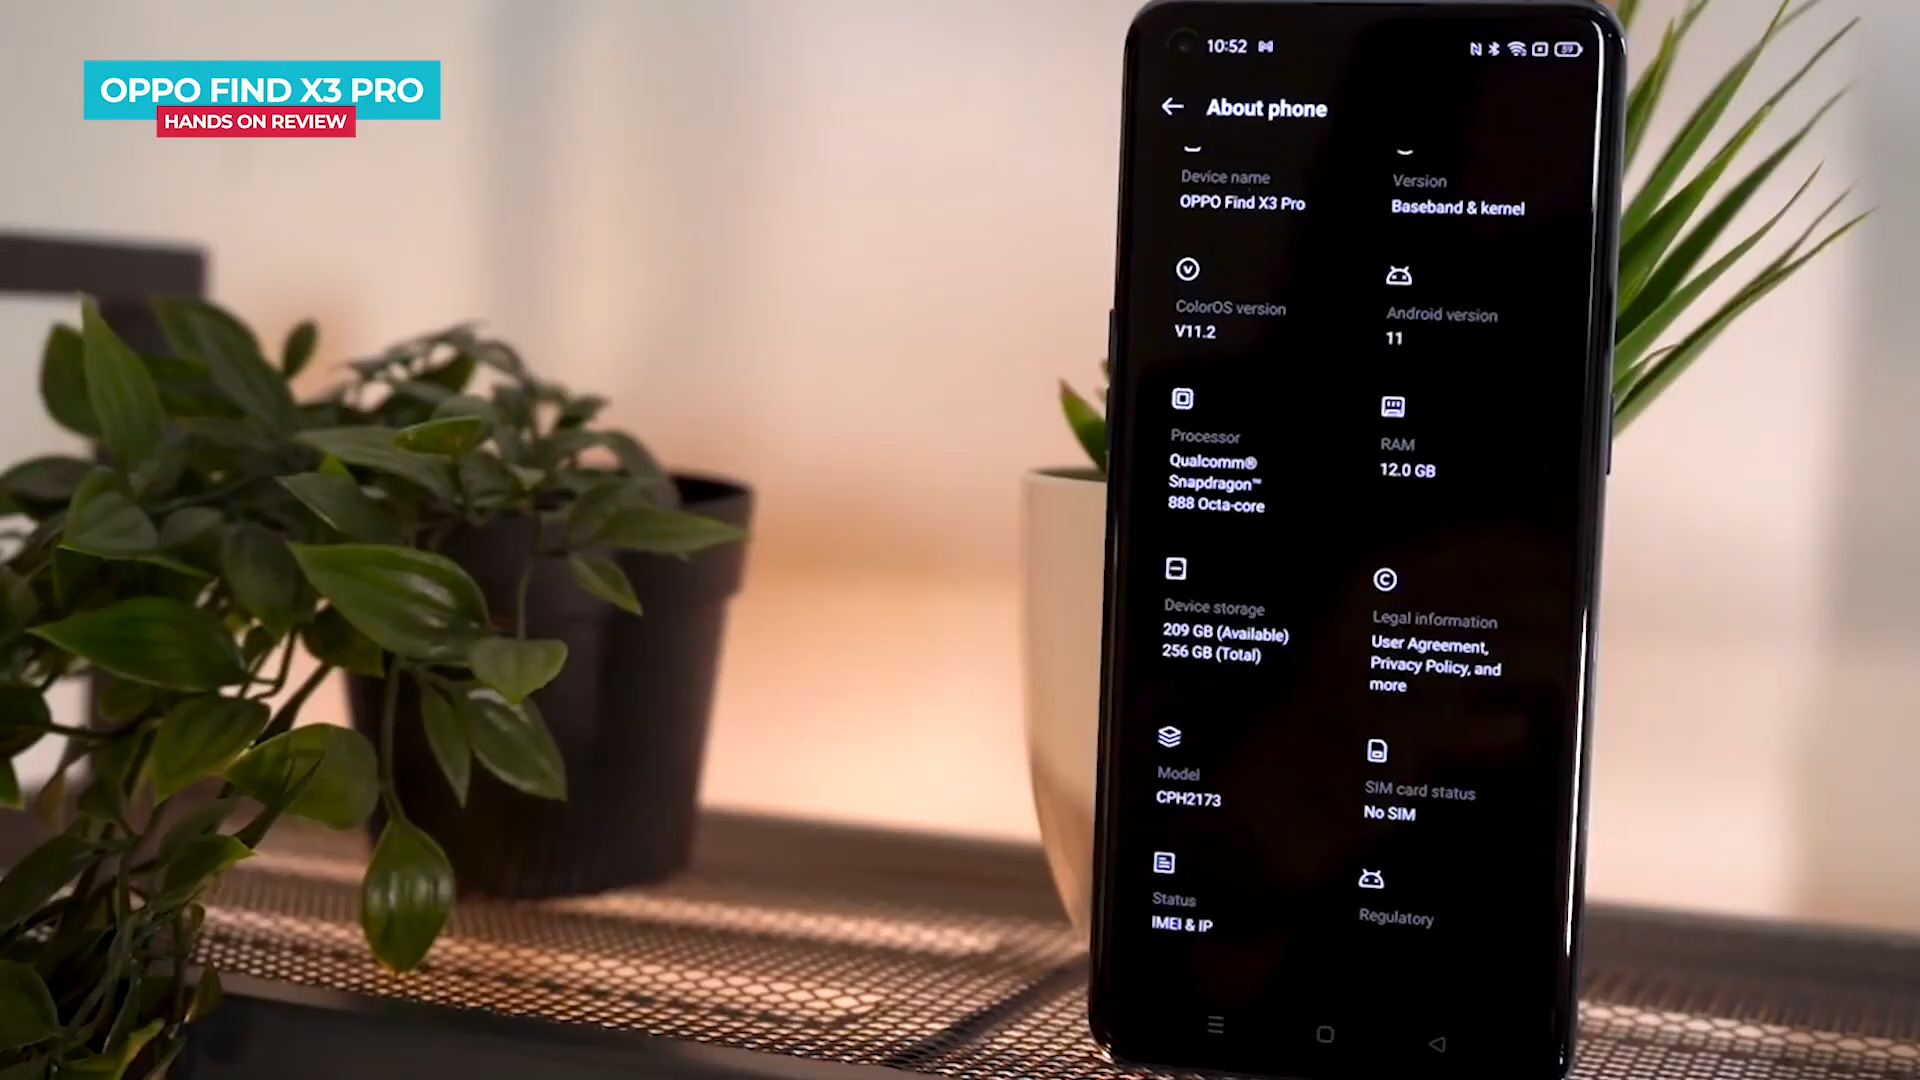 OPPO FIND X3 PRO
HANDS ON REVIEW
10:52
About phone
Device name
OPPO Find X3 Pro
Version
Baseband & kernel
ColorOS version
V11.2
Android version
11
Processor
Qualcomm®
Snapdragon™
888 Octa-core
RAM
12.0 GB
Device storage
209 GB (Available)
256 GB (Total)
Legal information
User Agreement,
Privacy Policy, and
more
Model
CPH2173
SIM card status
No SIM
Status
IMEI & IP
Regulatory